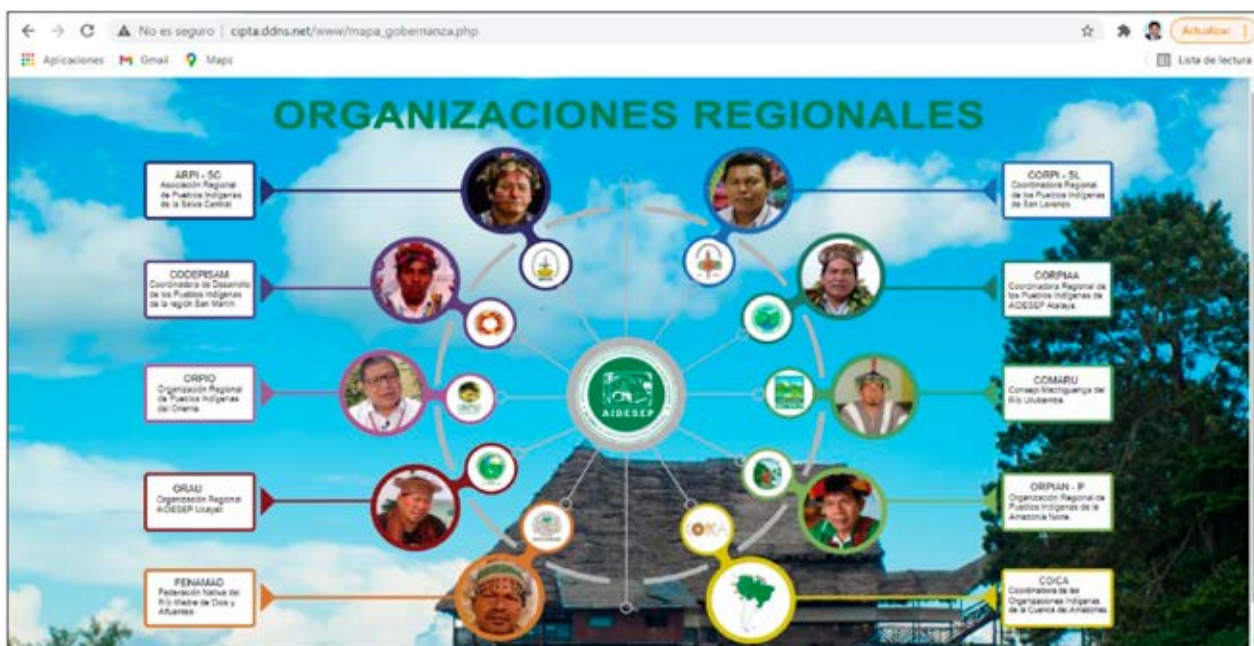 No es seguro | cipta.ddns.net/www/mapa_gobernanza.php
Actualizar
Aplicaciones
Gmail
Maps
Lista de lectura
ORGANIZACIONES REGIONALES
ARPI - SC
Asociación Regional
de Pueblos Indígenas
de la Selva Central.
CORPI - SL
Coordinadora Regional
de los Pueblos Indígenas
de San Lorenzo
CODEPISAM
Coordinadora de Desarrollo
de los Pueblos Indígenas
de la región San Martín.
CORPIAA
Coordinadora Regional de
los Pueblos Indígenas de
AIDESEP Atalaya.
ORPIO
Organización Regional
de Pueblos Indígenas
del Oriente.
AIDESEP
COMARU
Consejo Machiguenga del
Río Urubamba.
ORAU
Organización Regional
AIDESEP Ucayali.
ORPIAN - P
Organización Regional de
Pueblos Indígenas de la
Amazonía Norte.
FENAMAD
Federación Nativa del
Río Madre de Dios y
Afluentes
COICA
COICA
Coordinadora de las
Organizaciones Indígenas
de la Cuenca del Amazonas.